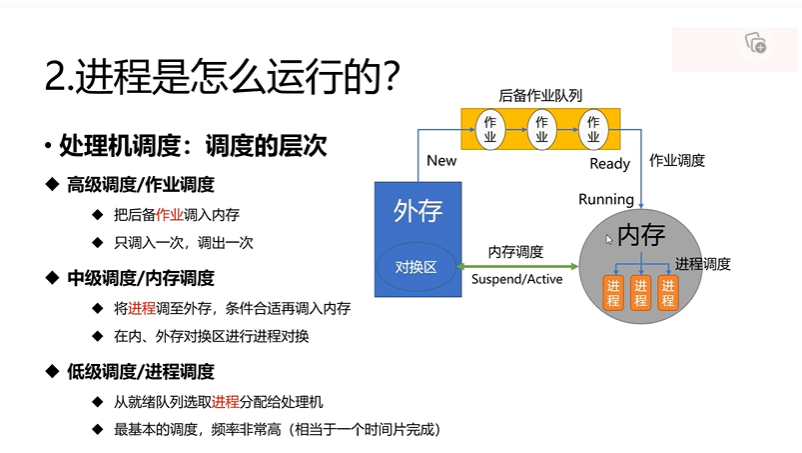 2.进程是怎么运行的？
• 处理机调度：调度的层次
◆ 高级调度/作业调度
◆ 把后备作业调入内存
◆ 只调入一次，调出一次
◆ 中级调度/内存调度
◆ 将进程调至外存，条件合适再调入内存
◆ 在内、外存对换区进行进程对换
◆ 低级调度/进程调度
◆ 从就绪队列选取进程分配给处理机
◆ 最基本的调度，频率非常高（相当于一个时间片完成）
后备作业队列
作业
作业
作业
New
Ready
作业调度
Running
外存
对换区
内存调度
Suspend/Active
内存
进程调度
进程
进程
进程